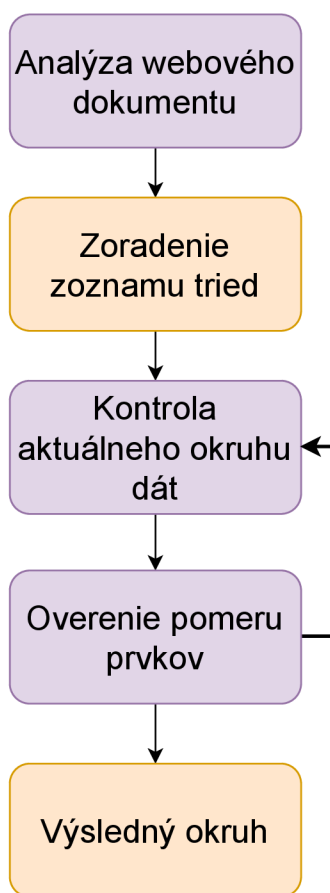 Analýza webového
dokumentu
Zoradenie
zoznamu tried
Kontrola
aktuálneho okruhu
dát
Overenie pomeru
prvkov
Výsledný okruh